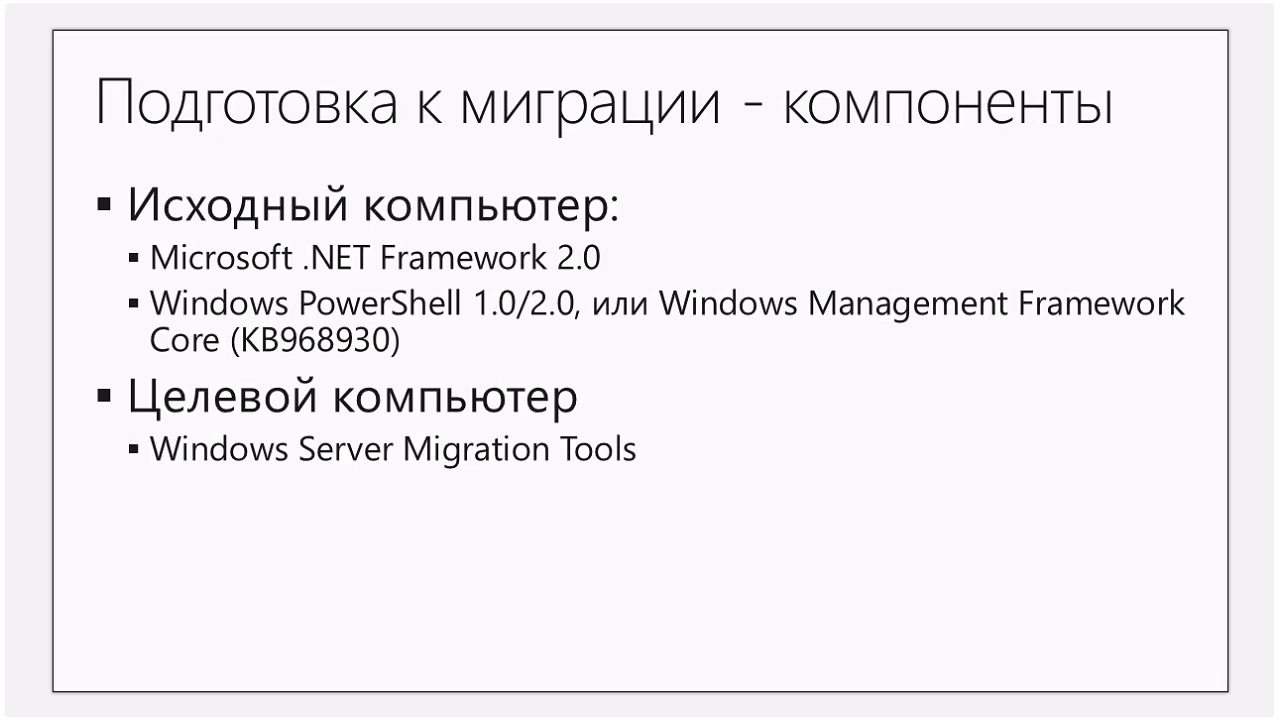 Подготовка к миграции - компоненты
▪ Исходный компьютер:
▪ Microsoft .NET Framework 2.0
▪ Windows PowerShell 1.0/2.0, или Windows Management Framework
Core (KB968930)
▪ Целевой компьютер
▪ Windows Server Migration Tools